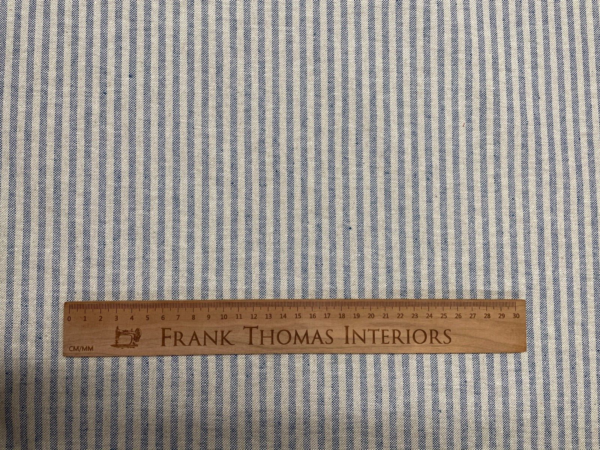 0 1 2 3 4 5 6 7 8 9 10 11 12 13 14 15 16 17 18 19 20 21 22 23 24 25 26 27 28 29 30
FRANK THOMAS INTERIORS
CM/MM